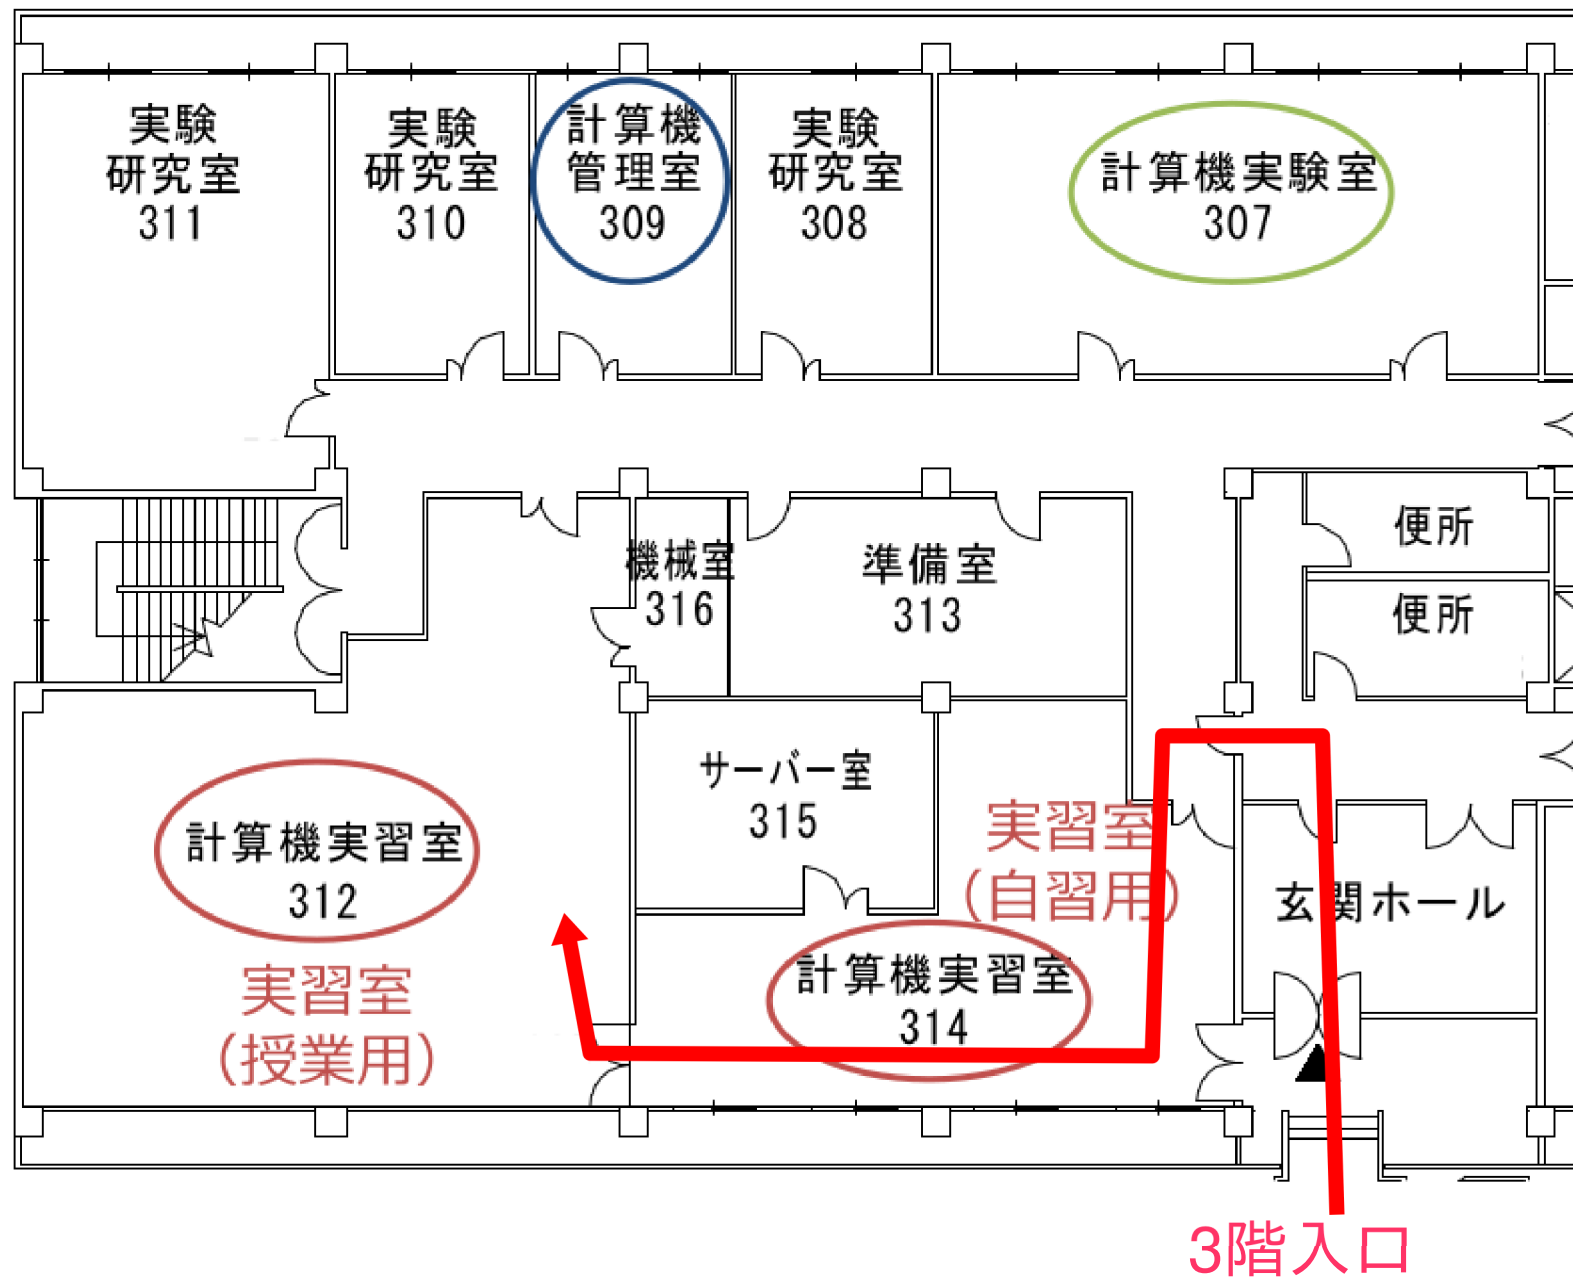 実験
研究室
311
実験
研究室
310
計算機
管理室
309
実験
研究室
308
計算機実験室
307
便所
機械室
316
準備室
313
便所
サーバー室
315
実習室
(自習用)
計算機実習室
312
実習室
(授業用)
計算機実習室
314
玄関ホール
3階入口